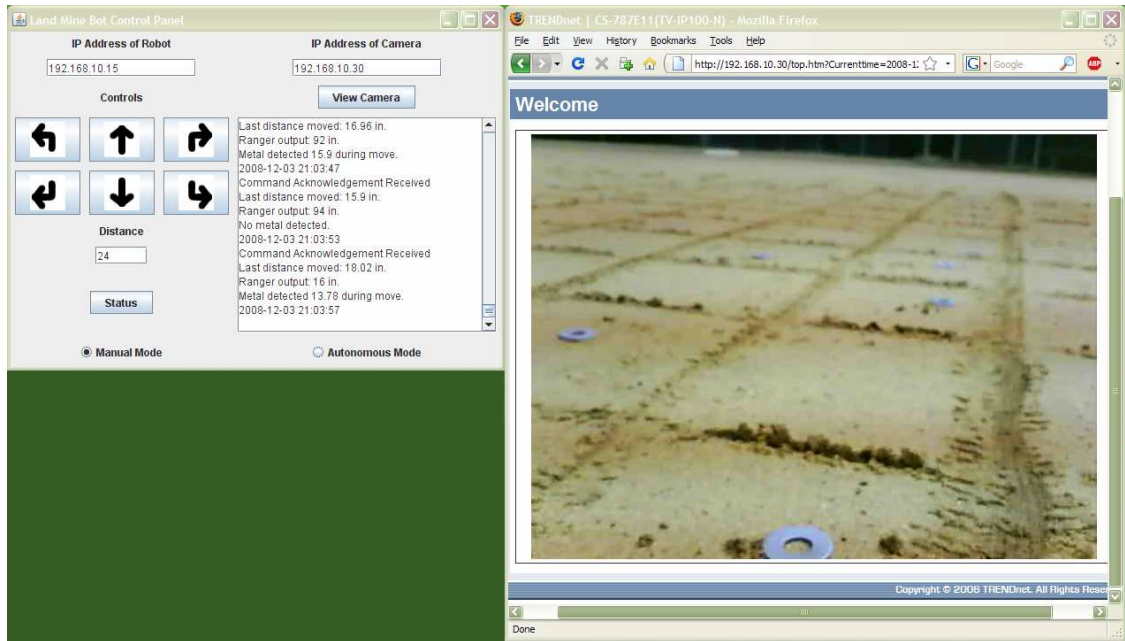 Land Mine Bot Control Panel
IP Address of Robot
IP Address of Camera
192.168.10.15
192.168.10.30
Controls
View Camera
Last distance moved: 16.96 in.
Ranger output: 92 in.
Metal detected 15.9 during move.
2008-12-03 21:03:47
Command Acknowledgement Received
Last distance moved: 15.9 in.
Ranger output: 94 in.
No metal detected.
2008-12-03 21:03:53
Command Acknowledgement Received
Last distance moved: 18.02 in.
Ranger output: 16 in.
Metal detected 13.78 during move.
2008-12-03 21:03:57
Distance
24
Status
Manual Mode
Autonomous Mode
TRENDnet | CS-787E11(TV-IP100-N) - Mozilla Firefox
File Edit View History Bookmarks Tools Help
http://192.168.10.30/top.htm?Currenttime=2008-12
G Google
ABP
Welcome
Copyright © 2006 TRENDnet. All Rights Rese
Done